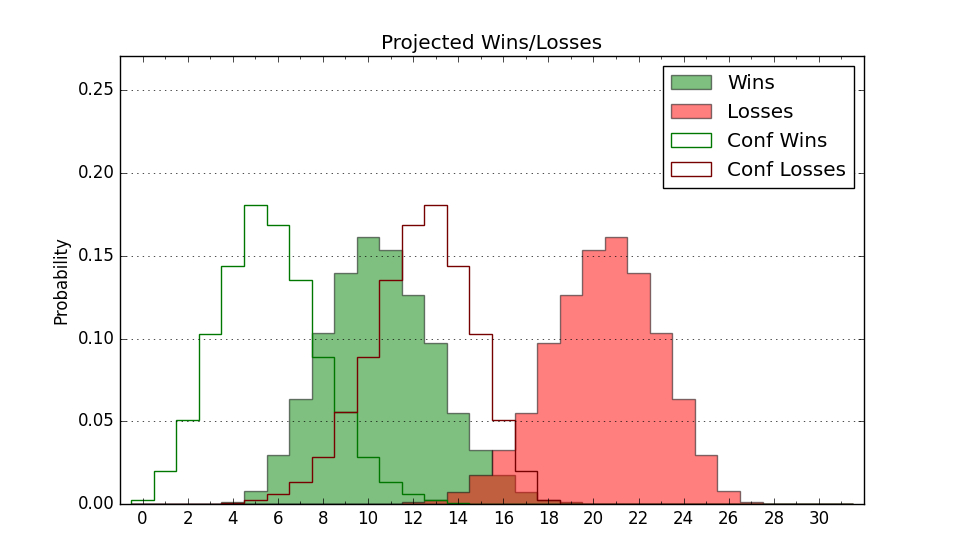 Projected Wins/Losses
Wins
Losses
Conf Wins
Conf Losses
Probability
0.25
0.20
0.15
0.10
0.05
0.00
0 2 4 6 8 10 12 14 16 18 20 22 24 26 28 30